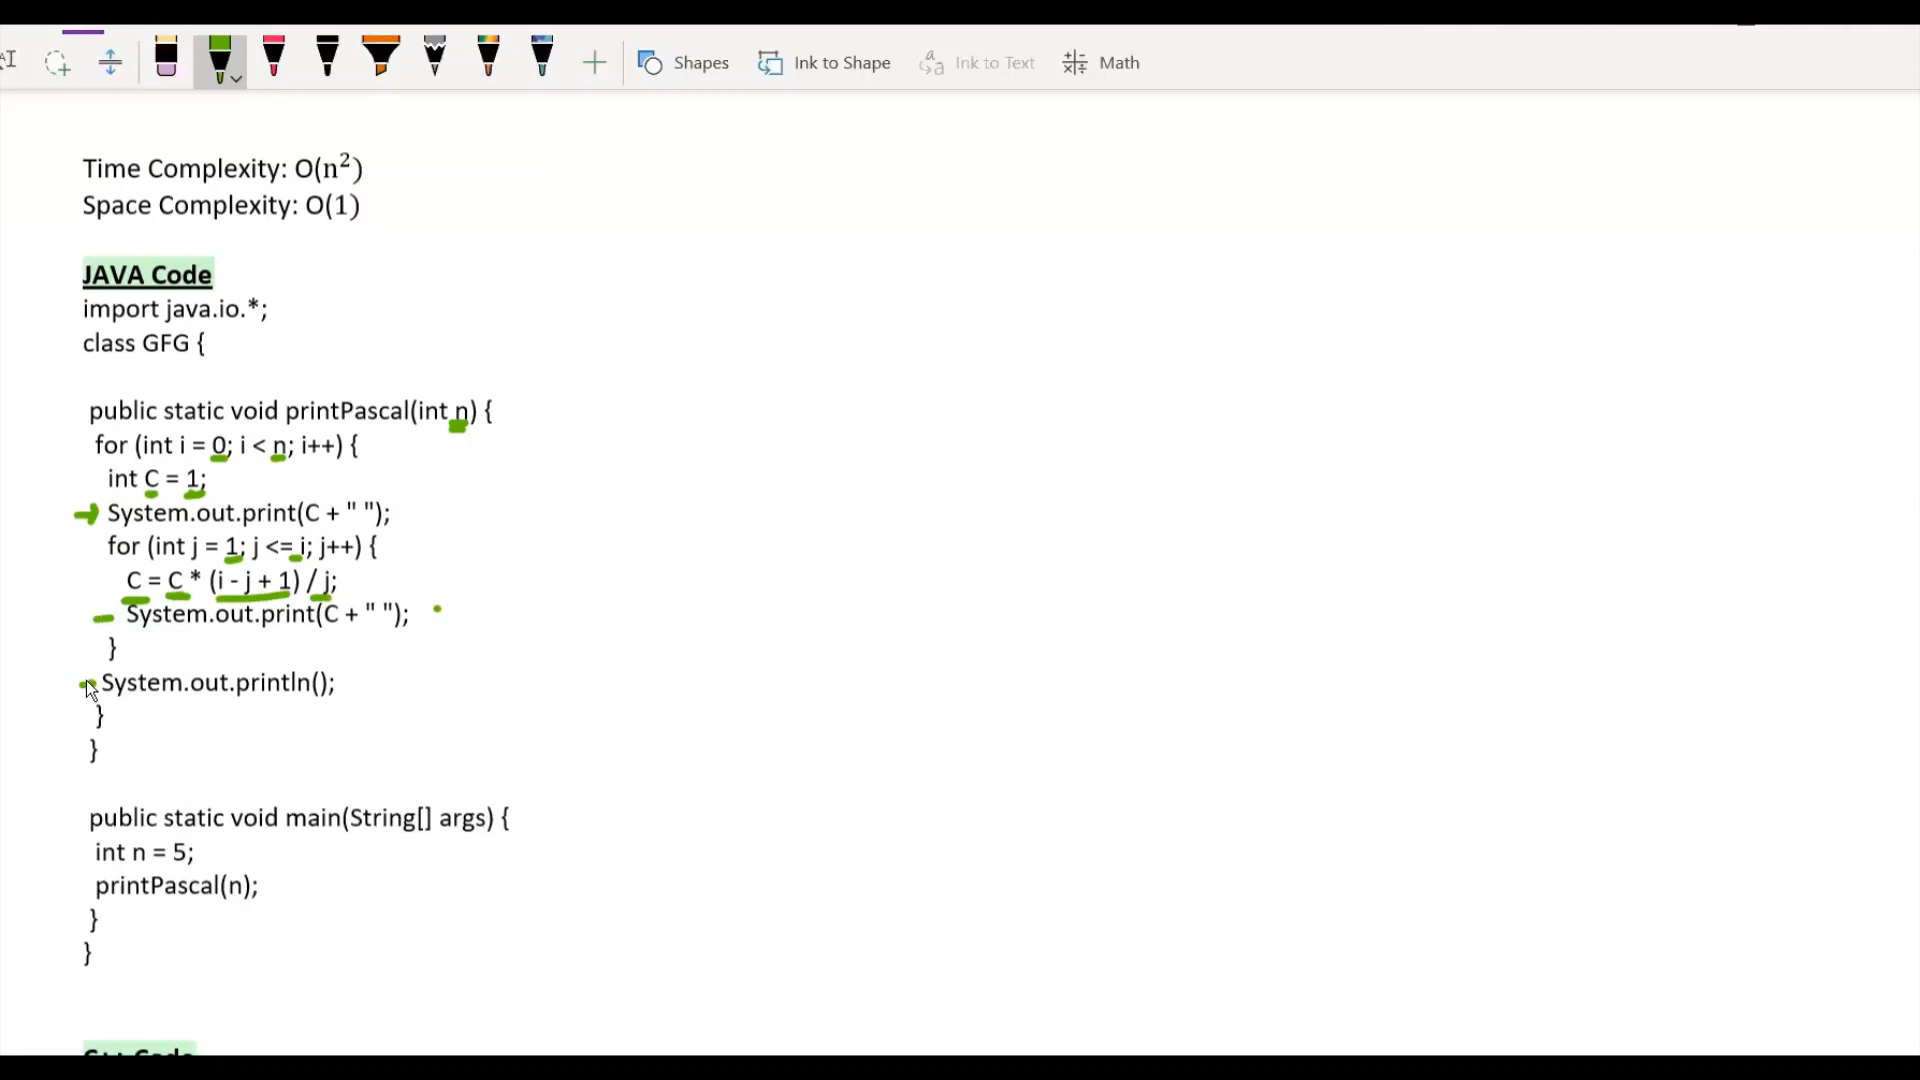 Shapes Ink to Shape Ink to Text Math
Time Complexity: O(n²)
Space Complexity: O(1)
JAVA Code
import java.io.*;
class GFG {
public static void printPascal(int n) {
for (int i = 0; i < n; i++) {
int C = 1;
System.out.print(C + " ");
for (int j = 1; j <= i; j++) {
C = C * (i - j + 1) / j;
System.out.print(C + " ");
}
System.out.println();
}
}
public static void main(String[] args) {
int n = 5;
printPascal(n);
}
}
C++ Code